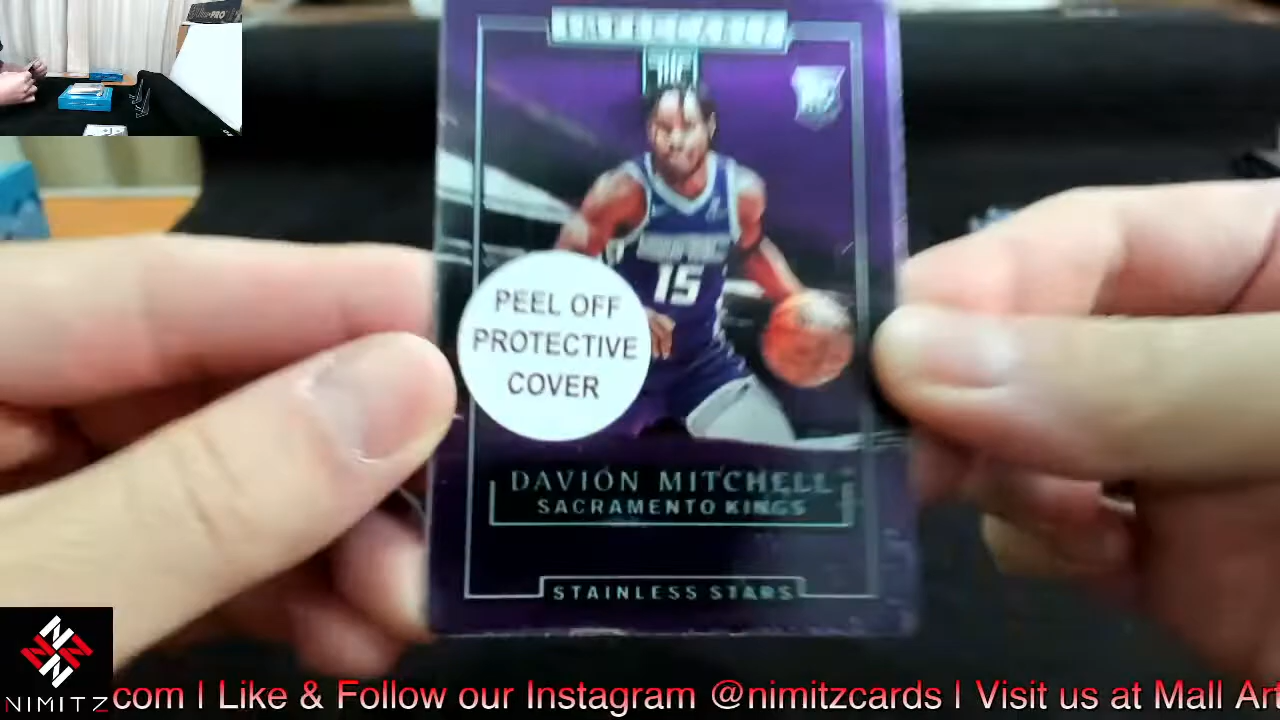 RC
15
PEEL OFF
PROTECTIVE
COVER
DAVION MITCHELL
SACRAMENTO KINGS
STAINLESS STARS
NIMITZ
com | Like & Follow our Instagram @nimitzcards | Visit us at Mall Art